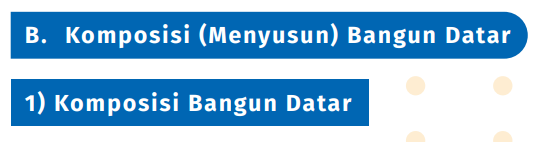 B. Komposisi (Menyusun) Bangun Datar
1) Komposisi Bangun Datar